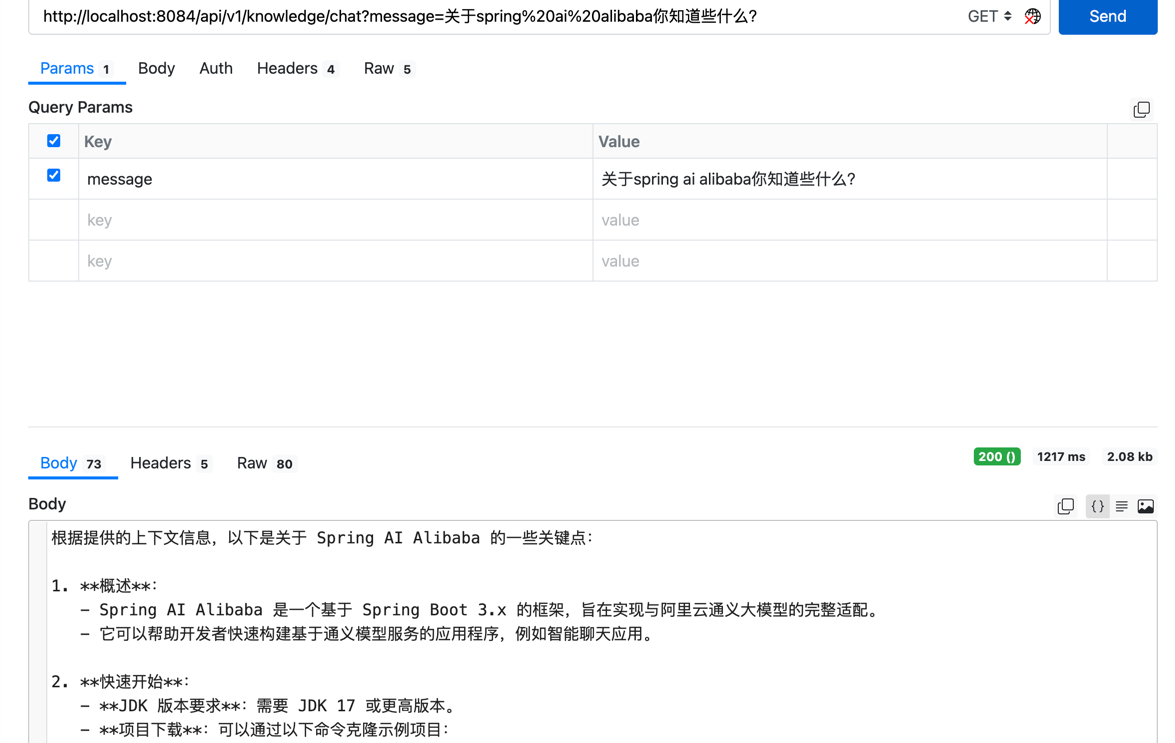 http://localhost:8084/api/v1/knowledge/chat?message=关于spring%20ai%20alibaba你知道些什么? GET Send
Params 1 Body Auth Headers 4 Raw 5
Query Params
Key Value
message 关于spring ai alibaba你知道些什么?
key value
key value
Body 73 Headers 5 Raw 80 200 () 1217 ms 2.08 kb
Body
根据提供的上下文信息，以下是关于 Spring AI Alibaba 的一些关键点：
1. **概述**：
- Spring AI Alibaba 是一个基于 Spring Boot 3.x 的框架，旨在实现与阿里云通义大模型的完整适配。
- 它可以帮助开发者快速构建基于通义模型服务的应用程序，例如智能聊天应用。
2. **快速开始**：
- **JDK 版本要求**：需要 JDK 17 或更高版本。
- **项目下载**：可以通过以下命令克隆示例项目：